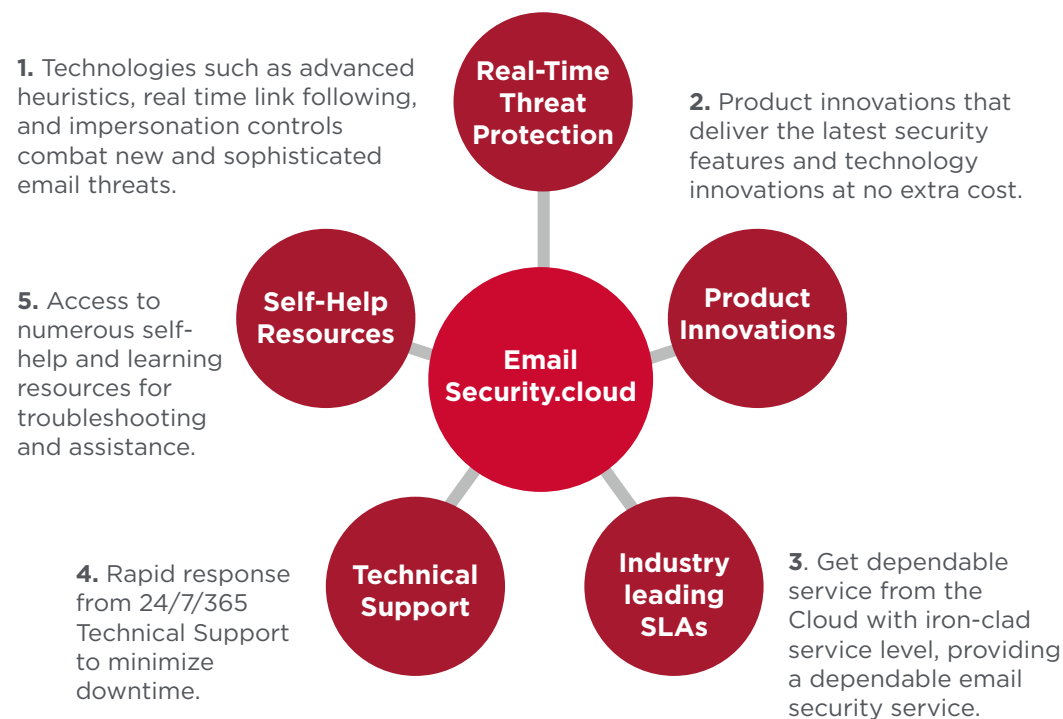 1. Technologies such as advanced
heuristics, real time link following,
and impersonation controls
combat new and sophisticated
email threats.
Real-Time
Threat
Protection
2. Product innovations that
deliver the latest security
features and technology
innovations at no extra cost.
5. Access to
numerous self-
help and learning
resources for
troubleshooting
and assistance.
Self-Help
Resources
Email
Security.cloud
Product
Innovations
4. Rapid response
from 24/7/365
Technical Support
to minimize
downtime.
Technical
Support
Industry
leading
SLAs
3. Get dependable
service from the
Cloud with iron-clad
service level, providing
a dependable email
security service.